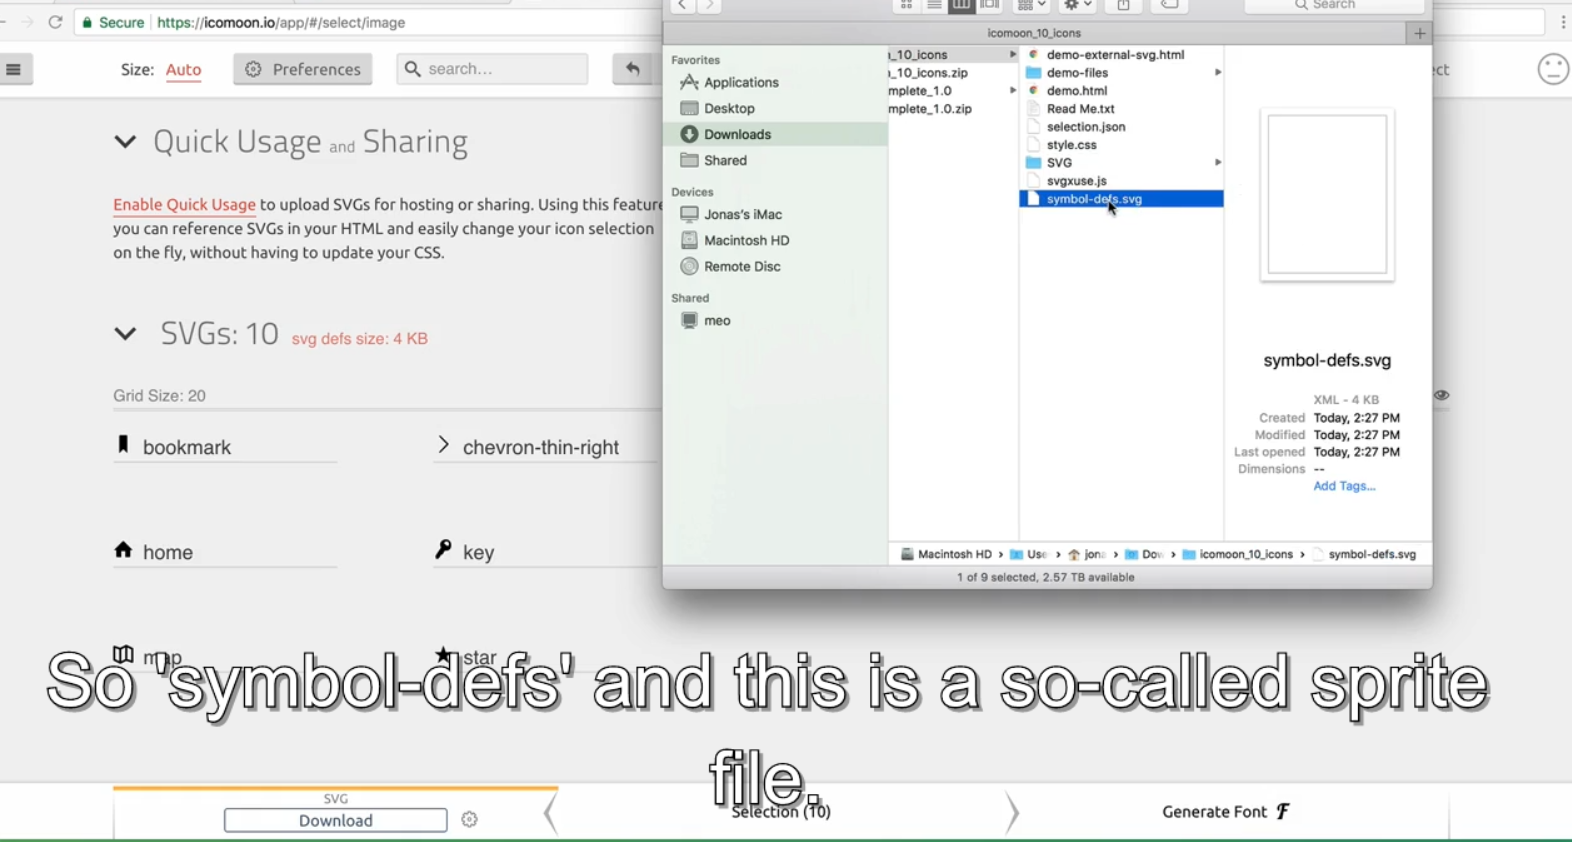 Secure https://icomoon.io/app/#/select/image
Size: Auto Preferences search...
Quick Usage and Sharing
Enable Quick Usage to upload SVGs for hosting or sharing. Using this feature
you can reference SVGs in your HTML and easily change your icon selection
on the fly, without having to update your CSS.
SVGs: 10 svg defs size: 4 KB
Grid Size: 20
bookmark
chevron-thin-right
home
key
map
star
Search
icomoon_10_icons
Favorites
Applications
Desktop
Downloads
Shared
Devices
Jonas's iMac
Macintosh HD
Remote Disc
Shared
meo
_10_icons
_10_icons.zip
mplete_1.0
mplete_1.0.zip
demo-external-svg.html
demo-files
demo.html
Read Me.txt
selection.json
style.css
SVG
svgxuse.js
symbol-defs.svg
symbol-defs.svg
XML - 4 KB
Created Today, 2:27 PM
Modified Today, 2:27 PM
Last opened Today, 2:27 PM
Dimensions --
Add Tags...
Macintosh HD › Use › jona › Dow › icomoon_10_icons › symbol-defs.svg
1 of 9 selected, 2.57 TB available
So 'symbol-defs' and this is a so-called sprite
file.
SVG
Download
Selection (10)
Generate Font